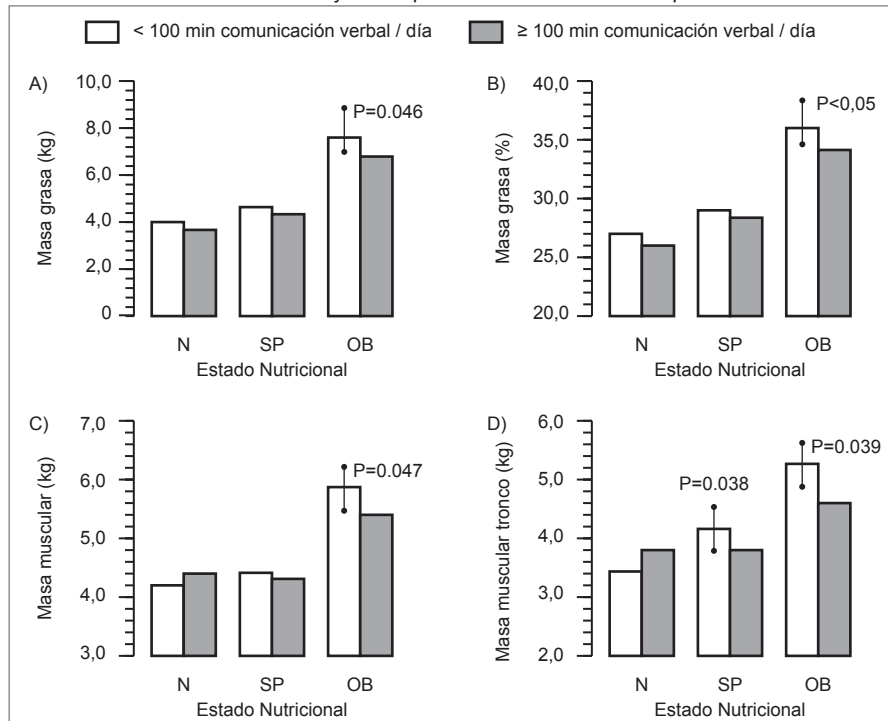 < 100 min comunicación verbal / día
≥ 100 min comunicación verbal / día
A)
Masa grasa (kg)
10,0
8,0
6,0
4,0
2,0
0
P=0.046
N SP OB
Estado Nutricional
B)
Masa grasa (%)
40,0
35,0
30,0
25,0
20,0
P<0,05
N SP OB
Estado Nutricional
C)
Masa muscular (kg)
7,0
6,0
5,0
4,0
3,0
P=0.047
N SP OB
Estado Nutricional
D)
Masa muscular tronco (kg)
6,0
5,0
4,0
3,0
2,0
P=0.038
P=0.039
N SP OB
Estado Nutricional